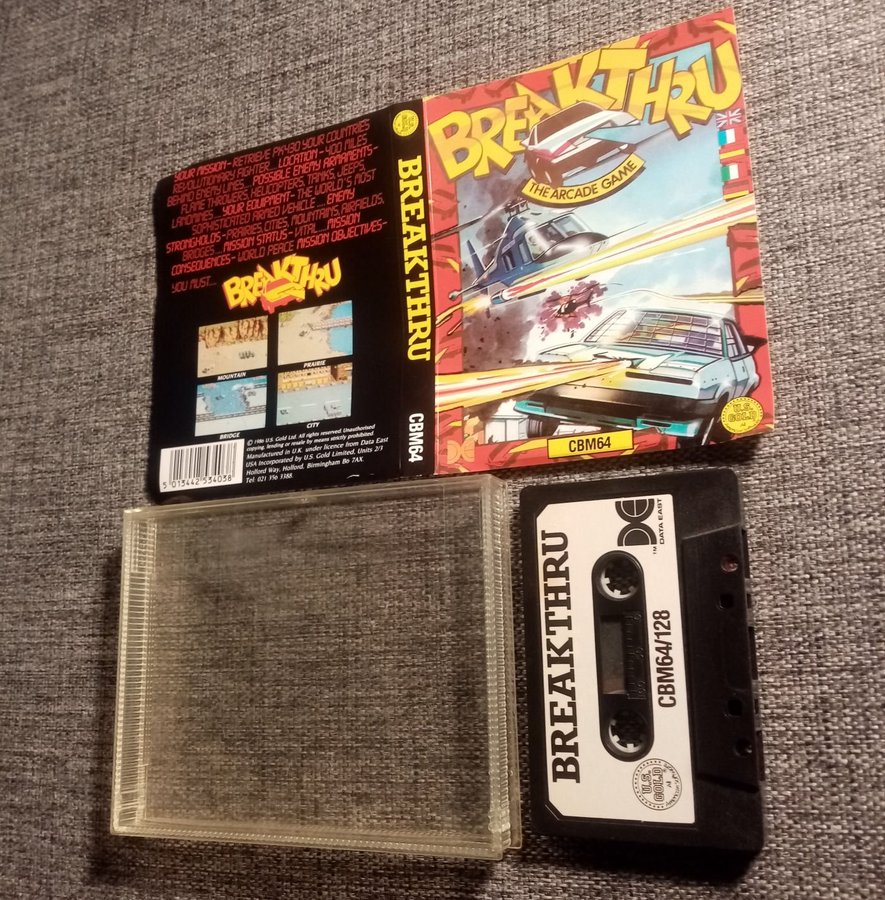 YOUR MISSION- RETRIEVE PK430 YOUR COUNTRIES
REVOLUTIONARY FIGHTER... LOCATION - 400 MILES
BEHIND ENEMY LINES... POSSIBLE ENEMY ARMAMENTS-
FLAME THROWERS, HELICOPTERS, TANKS, JEEPS,
LANDMINES... YOUR EQUIPMENT- THE WORLD'S MOST
SOPHISTICATED ARMED VEHICLE..... ENEMY
STRONGHOLDS- PRAIRIES, CITIES, MOUNTAINS, AIRFIELDS,
BRIDGES... MISSION STATUS - VITAL... MISSION
CONSEQUENCES- WORLD PEACE MISSION OBJECTIVES-
YOU MUST...
BREAKTHRU
MOUNTAIN
PRAIRIE
BRIDGE
CITY
© 1986 U.S. Gold Ltd. All rights reserved. Unauthorised
copying, lending or resale by means strictly prohibited
Manufactured in U.K. under licence from Data East
USA Incorporated by U.S. Gold Limited, Units 2/3
Holford Way, Holford, Birmingham B6 7AX.
Tel: 021 356 3388.
5 013442 534038
BREAKTHRU
CBM64
BREAKTHRU
THE ARCADE GAME
CBM64
U.S.
GOLD
BREAKTHRU
CBM64/128
™ DATA EAST
U.S.
GOLD